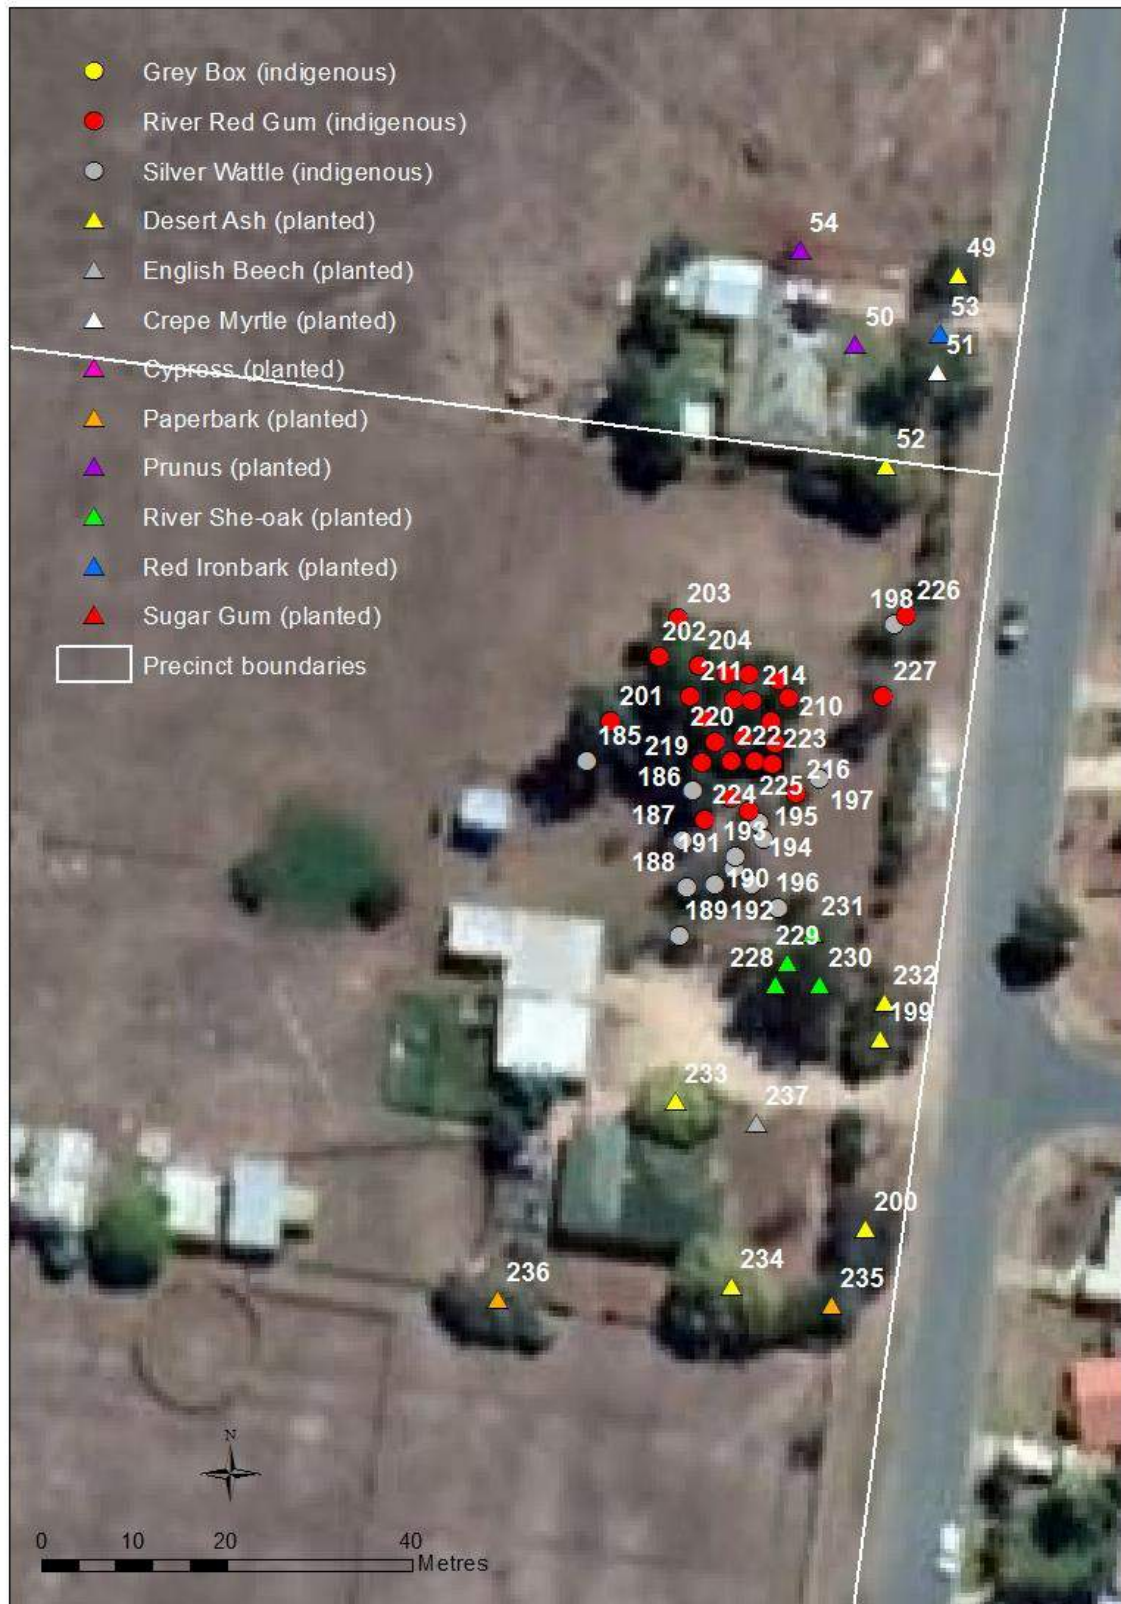 Grey Box (indigenous)
River Red Gum (indigenous)
Silver Wattle (indigenous)
Desert Ash (planted)
English Beech (planted)
Crepe Myrtle (planted)
Cypress (planted)
Paperbark (planted)
Prunus (planted)
River She-oak (planted)
Red Ironbark (planted)
Sugar Gum (planted)
Precinct boundaries
54
49
53
50
51
52
203
198 226
202 204
211 214
227
201 220 210
185 219 222 223
186 216
187 224 225 197
191 193 195
188 194
190 196
189 192 231
229
228 230
232
199
233
237
200
234
236 235
N
0 10 20 40
Metres